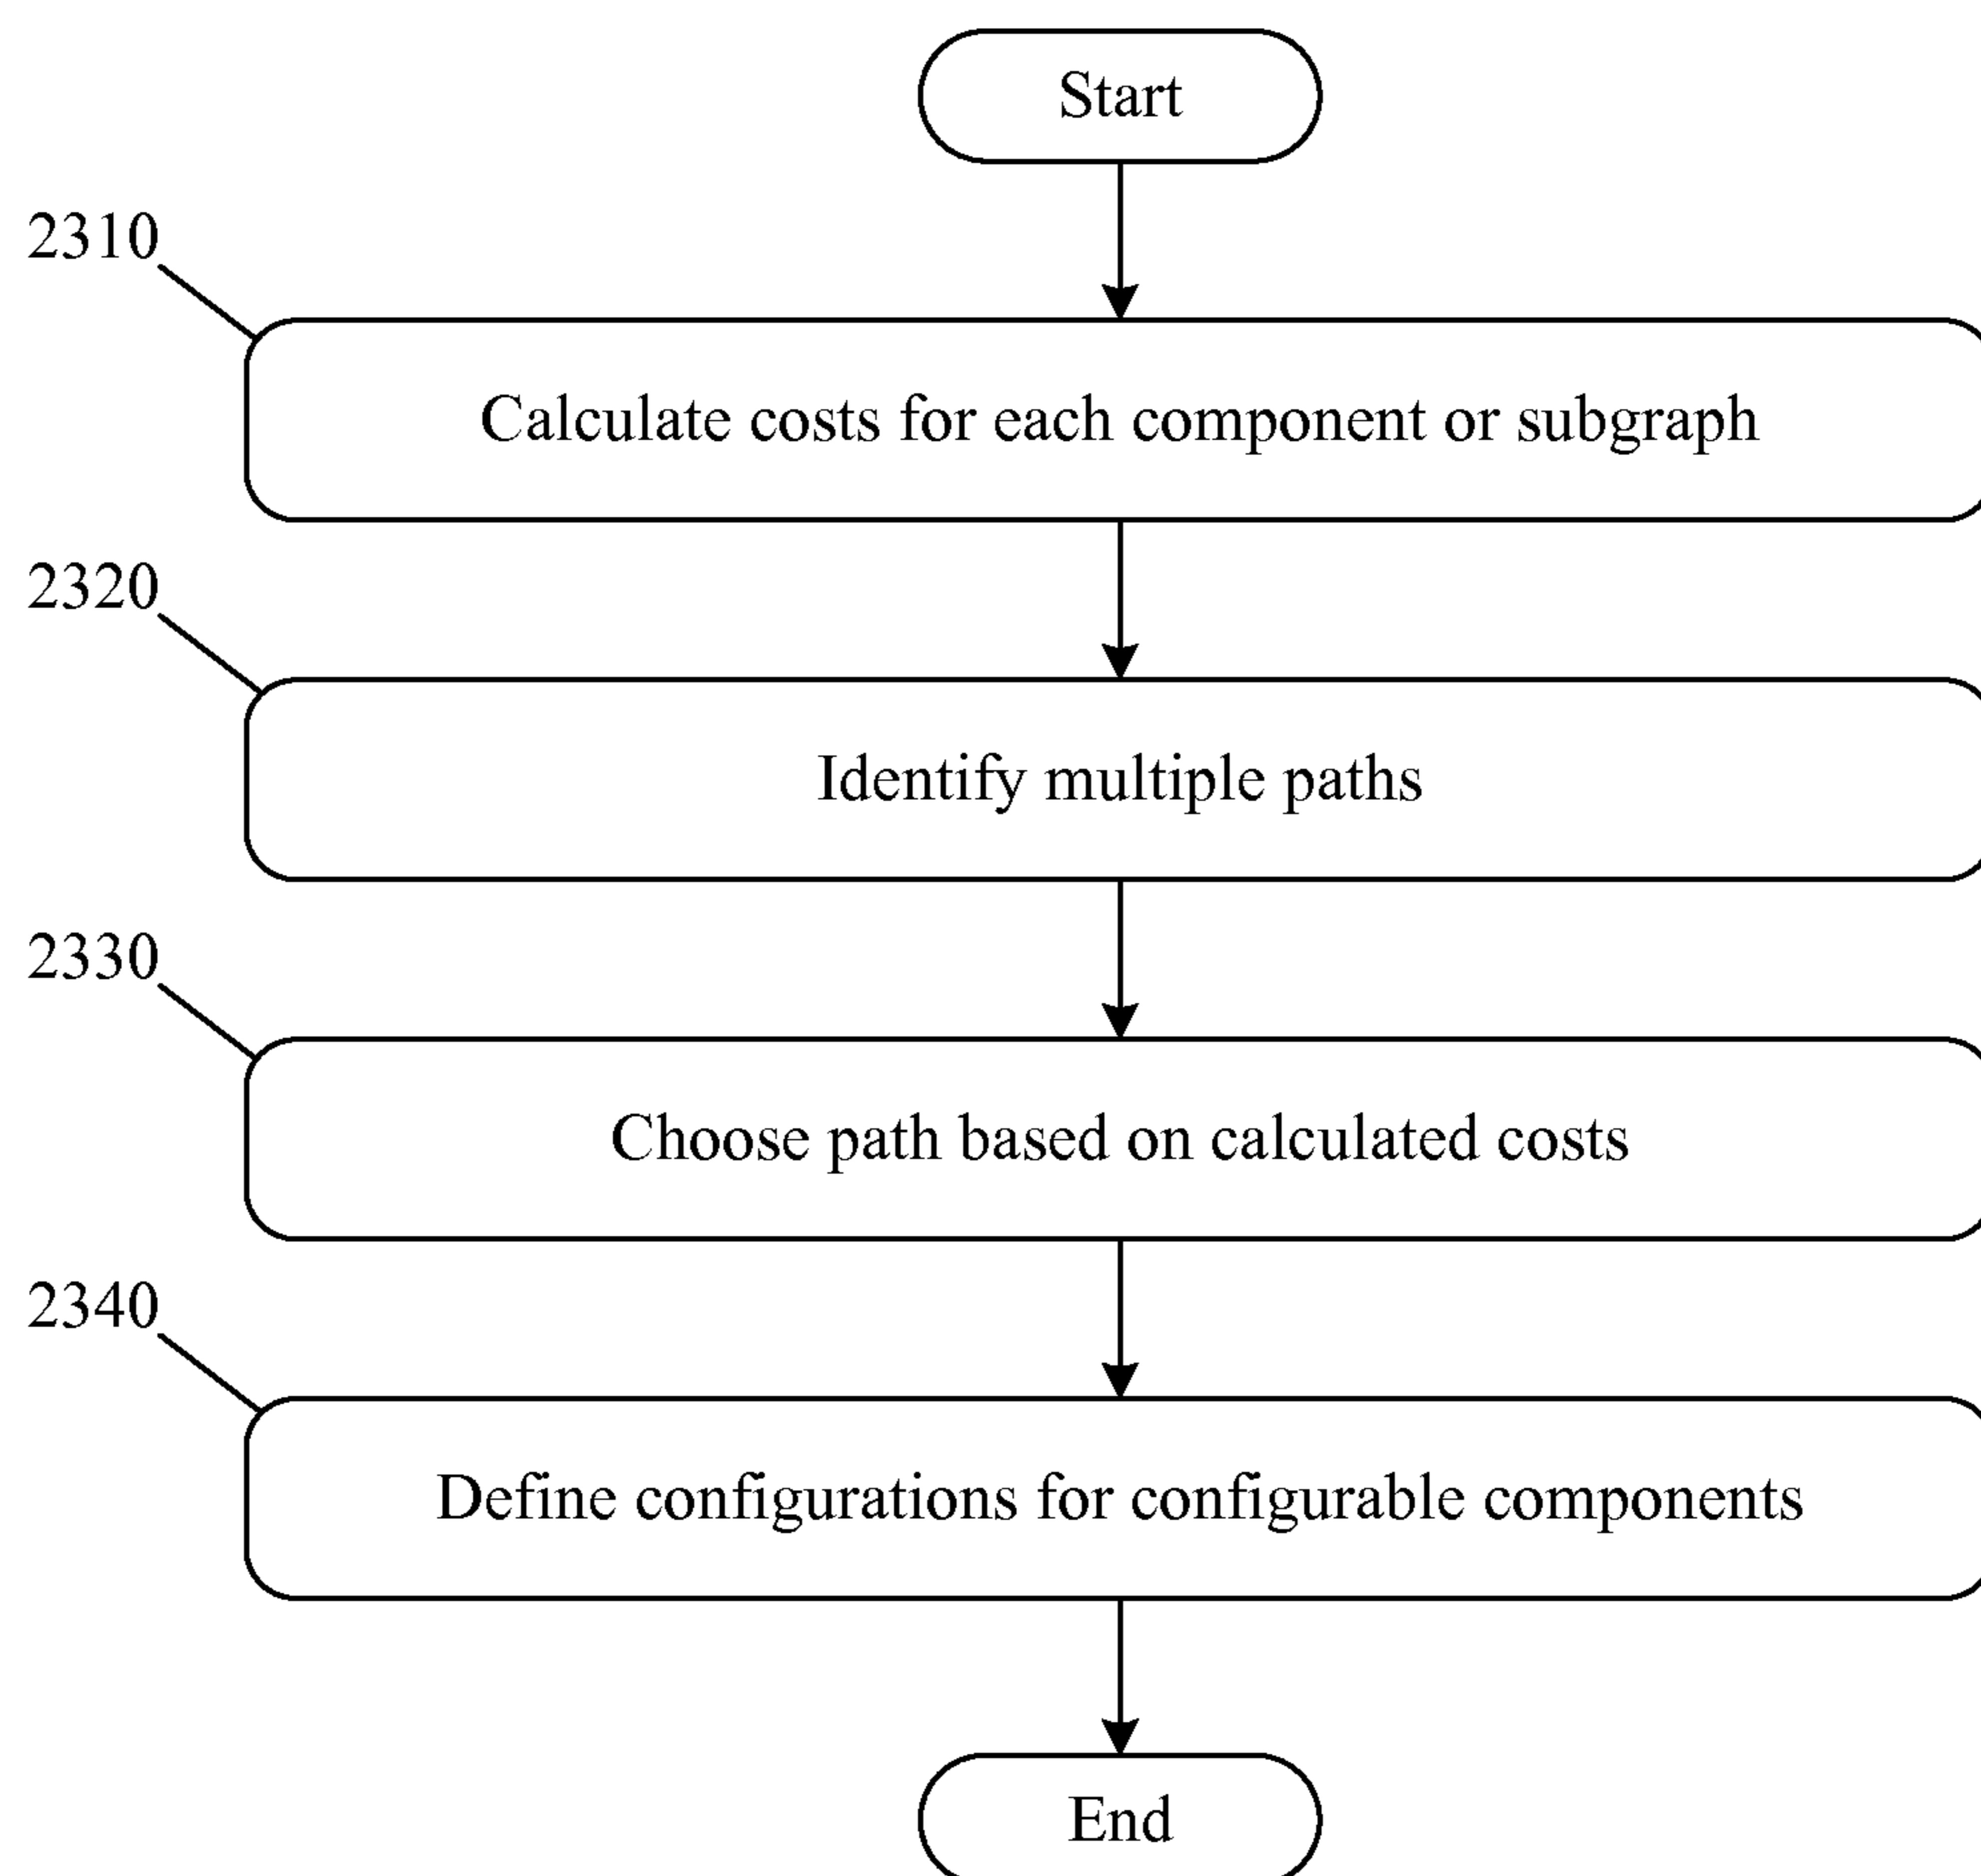 Start
2310
Calculate costs for each component or subgraph
2320
Identify multiple paths
2330
Choose path based on calculated costs
2340
Define configurations for configurable components
End